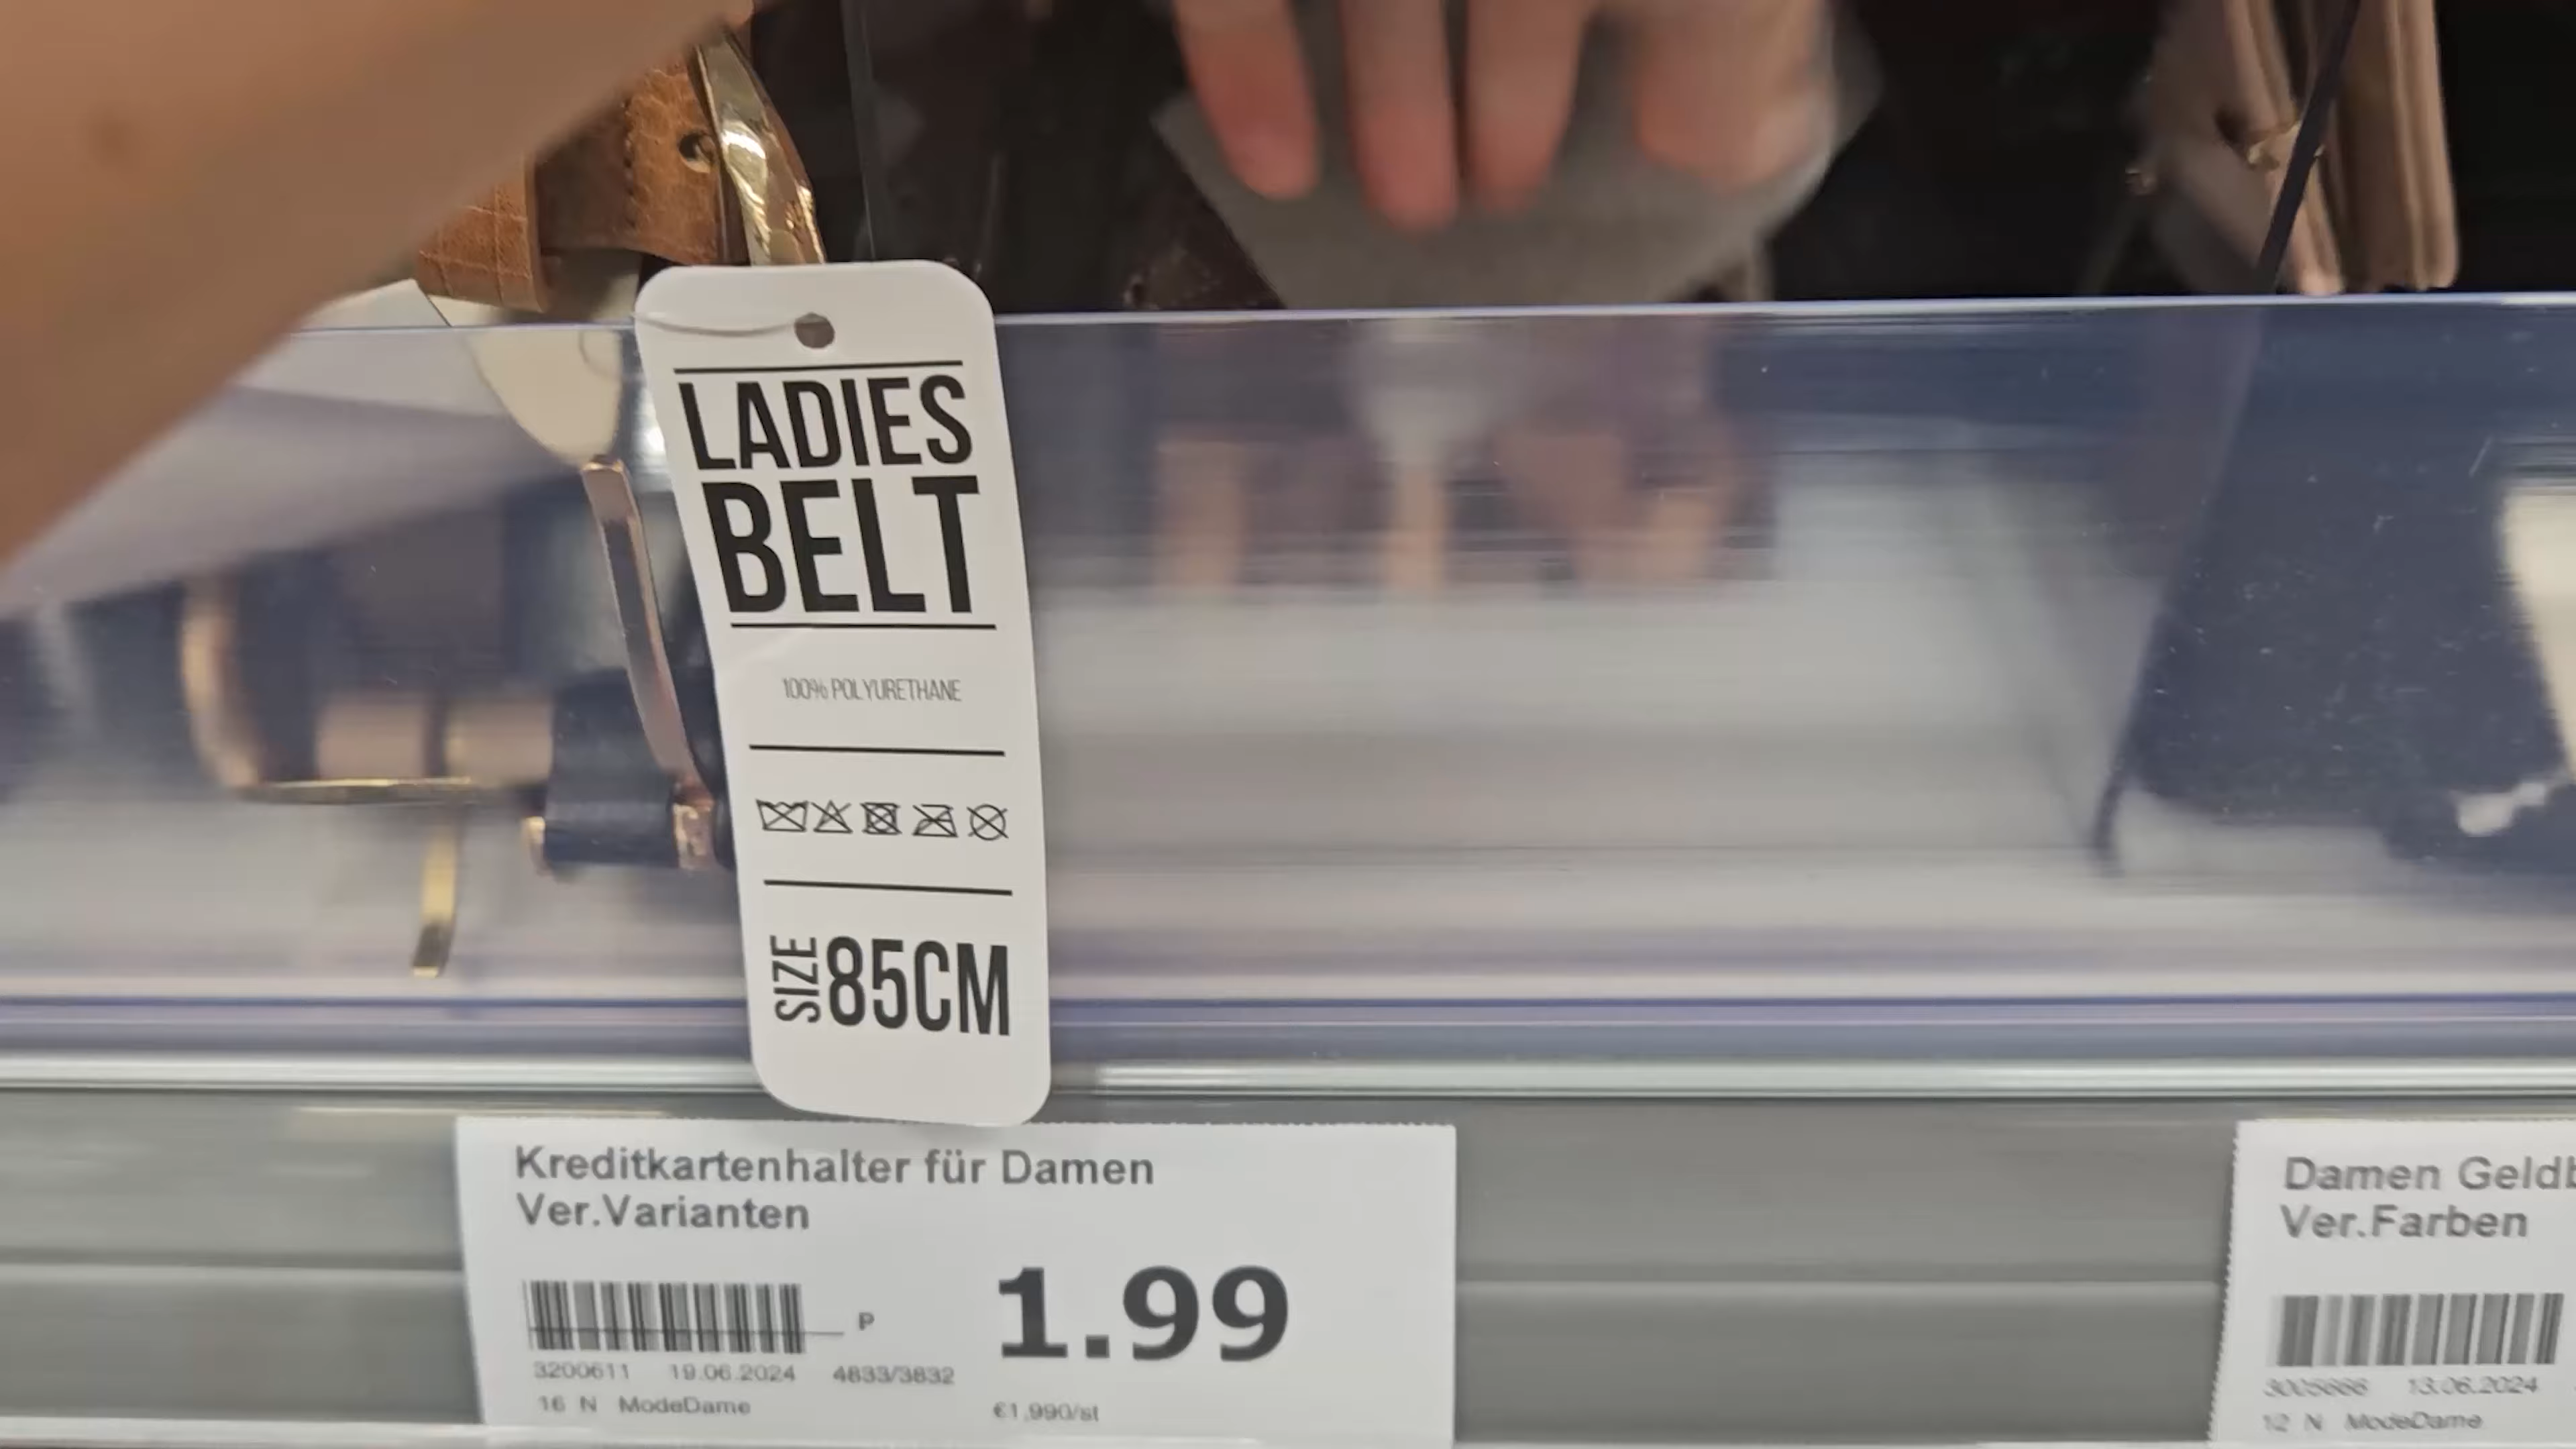 LADIES
BELT
100% POLYURETHANE
SIZE 85CM
Kreditkartenhalter für Damen
Ver.Varianten
P
1.99
3200611 19.06.2024 4833/3832
16 N ModeDame
€1,990/st
Damen Geldb
Ver.Farben
13.06.2024
12 N ModeDame